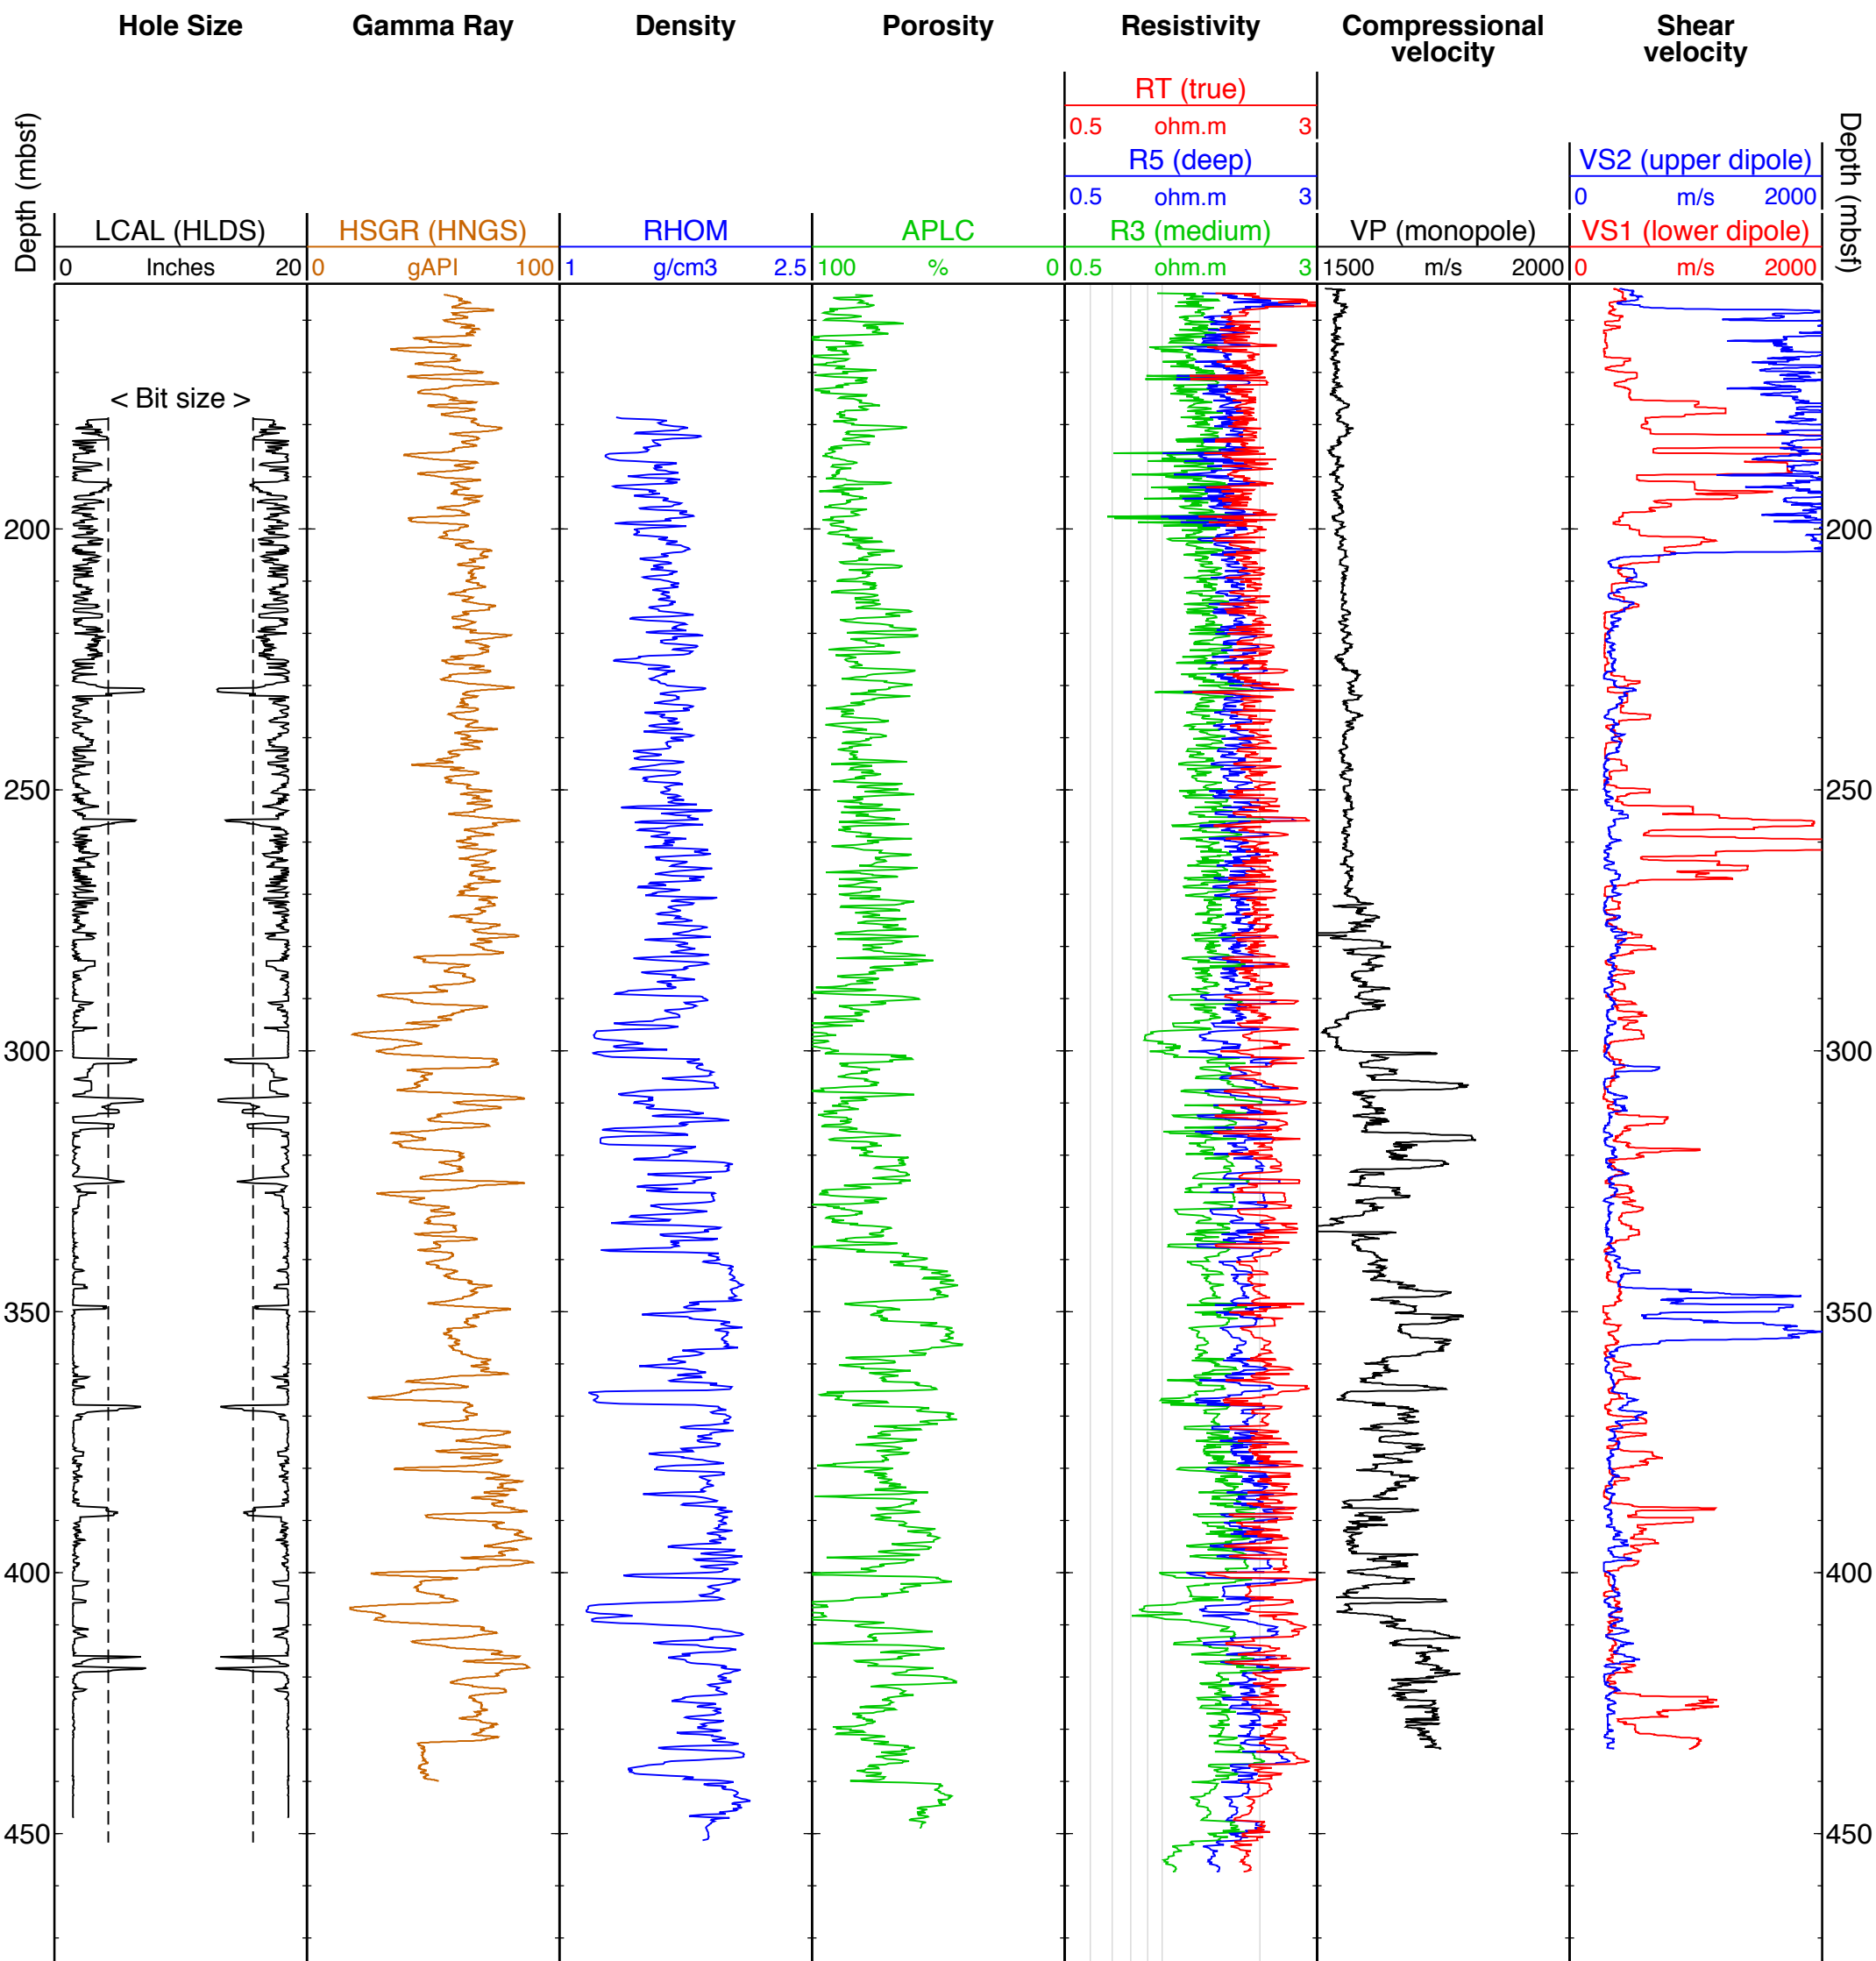 Hole Size Gamma Ray Density Porosity Resistivity Compressional velocity Shear velocity
RT (true)
0.5 ohm.m 3
R5 (deep) VS2 (upper dipole)
0.5 ohm.m 3 0 m/s 2000
Depth (mbsf) LCAL (HLDS) HSGR (HNGS) RHOM APLC R3 (medium) VP (monopole) VS1 (lower dipole) Depth (mbsf)
0 Inches 20 0 gAPI 100 1 g/cm3 2.5 100 % 0 0.5 ohm.m 3 1500 m/s 2000 0 m/s 2000
< Bit size >
200 200
250 250
300 300
350 350
400 400
450 450